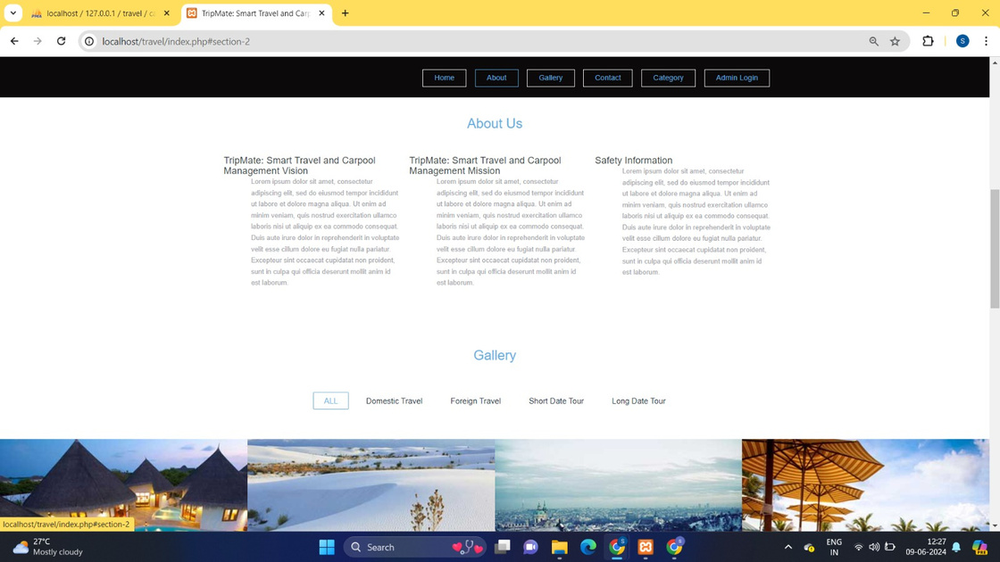 localhost / 127.0.0.1 / travel / c
TripMate: Smart Travel and Carp
localhost/travel/index.php#section-2
S
Home
About
Gallery
Contact
Category
Admin Login
About Us
TripMate: Smart Travel and Carpool
Management Vision
Lorem ipsum dolor sit amet, consectetur
adipiscing elit, sed do eiusmod tempor incididunt
ut labore et dolore magna aliqua. Ut enim ad
minim veniam, quis nostrud exercitation ullamco
laboris nisi ut aliquip ex ea commodo consequat.
Duis aute irure dolor in reprehenderit in voluptate
velit esse cillum dolore eu fugiat nulla pariatur.
Excepteur sint occaecat cupidatat non proident,
sunt in culpa qui officia deserunt mollit anim id
est laborum.
TripMate: Smart Travel and Carpool
Management Mission
Lorem ipsum dolor sit amet, consectetur
adipiscing elit, sed do eiusmod tempor incididunt
ut labore et dolore magna aliqua. Ut enim ad
minim veniam, quis nostrud exercitation ullamco
laboris nisi ut aliquip ex ea commodo consequat.
Duis aute irure dolor in reprehenderit in voluptate
velit esse cillum dolore eu fugiat nulla pariatur.
Excepteur sint occaecat cupidatat non proident,
sunt in culpa qui officia deserunt mollit anim id
est laborum.
Safety Information
Lorem ipsum dolor sit amet, consectetur
adipiscing elit, sed do eiusmod tempor incididunt
ut labore et dolore magna aliqua. Ut enim ad
minim veniam, quis nostrud exercitation ullamco
laboris nisi ut aliquip ex ea commodo consequat.
Duis aute irure dolor in reprehenderit in voluptate
velit esse cillum dolore eu fugiat nulla pariatur.
Excepteur sint occaecat cupidatat non proident,
sunt in culpa qui officia deserunt mollit anim id
est laborum.
Gallery
ALL
Domestic Travel
Foreign Travel
Short Date Tour
Long Date Tour
localhost/travel/index.php#section-2
27°C
Mostly cloudy
Search
ENG
IN
12:27
09-06-2024